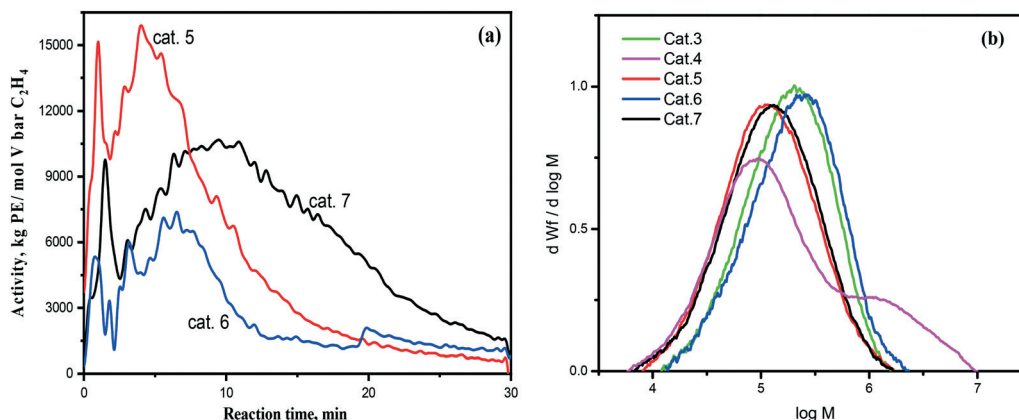 (a)
cat. 5
cat. 7
cat. 6
Activity, kg PE/ mol V bar C₂H₄
15000
12000
9000
6000
3000
0
0
10
20
30
Reaction time, min
(b)
Cat.3
Cat.4
Cat.5
Cat.6
Cat.7
d Wf / d log M
1.0
0.5
0.0
4
5
6
7
log M